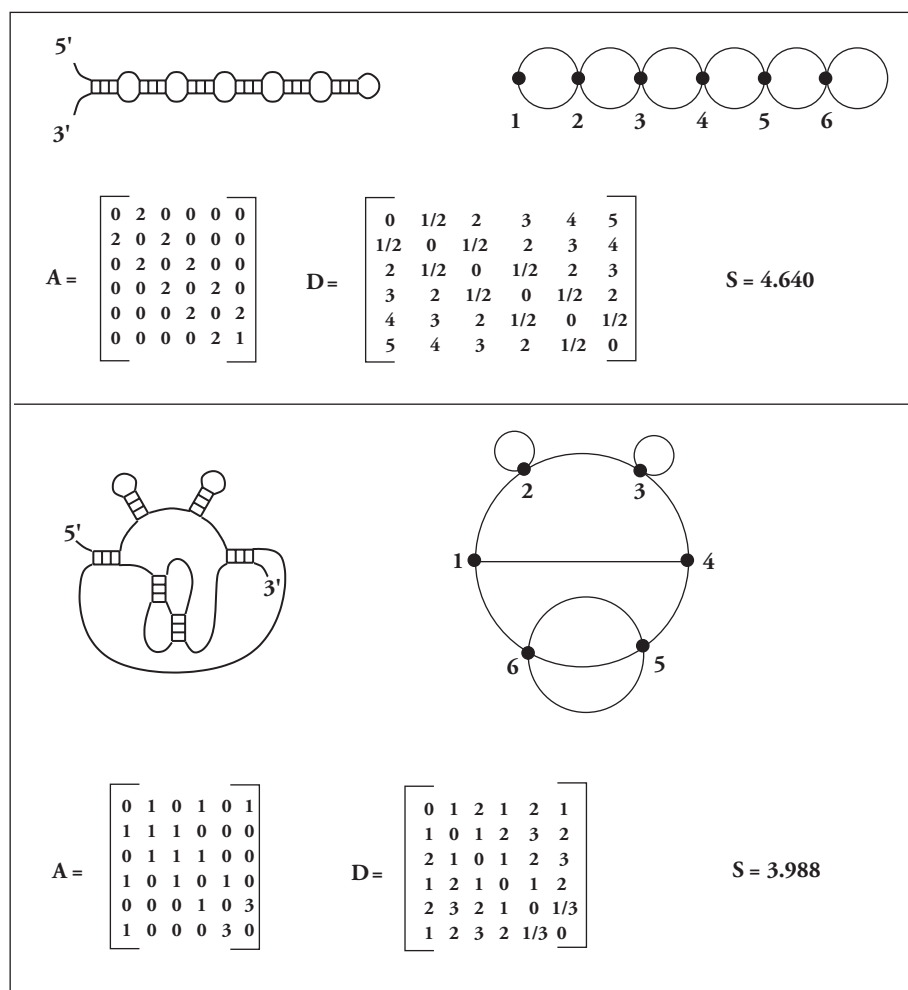 5'
3'
1 2 3 4 5 6
A =
0 2 0 0 0 0
2 0 2 0 0 0
0 2 0 2 0 0
0 0 2 0 2 0
0 0 0 2 0 2
0 0 0 0 2 1
D =
0 1/2 2 3 4 5
1/2 0 1/2 2 3 4
2 1/2 0 1/2 2 3
3 2 1/2 0 1/2 2
4 3 2 1/2 0 1/2
5 4 3 2 1/2 0
S = 4.640
5'
3'
2 3
1 4
6 5
A =
0 1 0 1 0 1
1 1 1 0 0 0
0 1 1 1 0 0
1 0 1 0 1 0
0 0 0 1 0 3
1 0 0 0 3 0
D =
0 1 2 1 2 1
1 0 1 2 3 2
2 1 0 1 2 3
1 2 1 0 1 2
2 3 2 1 0 1/3
1 2 3 2 1/3 0
S = 3.988